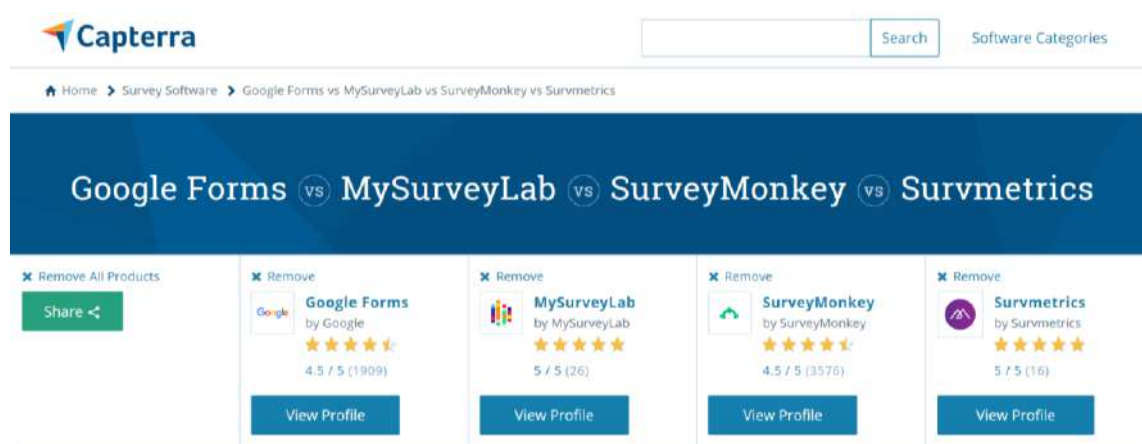 Capterra
Search
Software Categories
Home > Survey Software > Google Forms vs MySurveyLab vs SurveyMonkey vs Survmetrics
Google Forms vs MySurveyLab vs SurveyMonkey vs Survmetrics
Remove All Products
Share
Remove
Google
Google Forms
by Google
4.5 / 5 (1909)
View Profile
Remove
MySurveyLab
by MySurveyLab
5 / 5 (26)
View Profile
Remove
SurveyMonkey
by SurveyMonkey
4.5 / 5 (3576)
View Profile
Remove
Survmetrics
by Survmetrics
5 / 5 (16)
View Profile